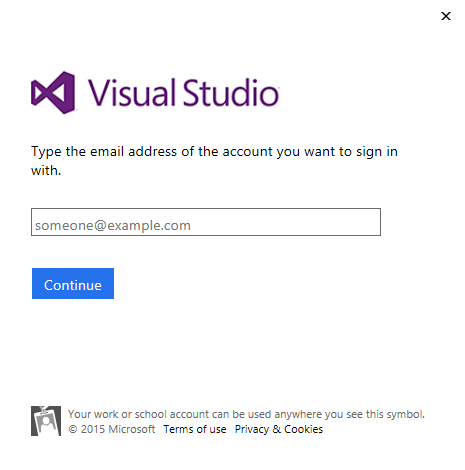 Visual Studio
Type the email address of the account you want to sign in
with.
someone@example.com
Continue
Your work or school account can be used anywhere you see this symbol.
© 2015 Microsoft Terms of use Privacy & Cookies